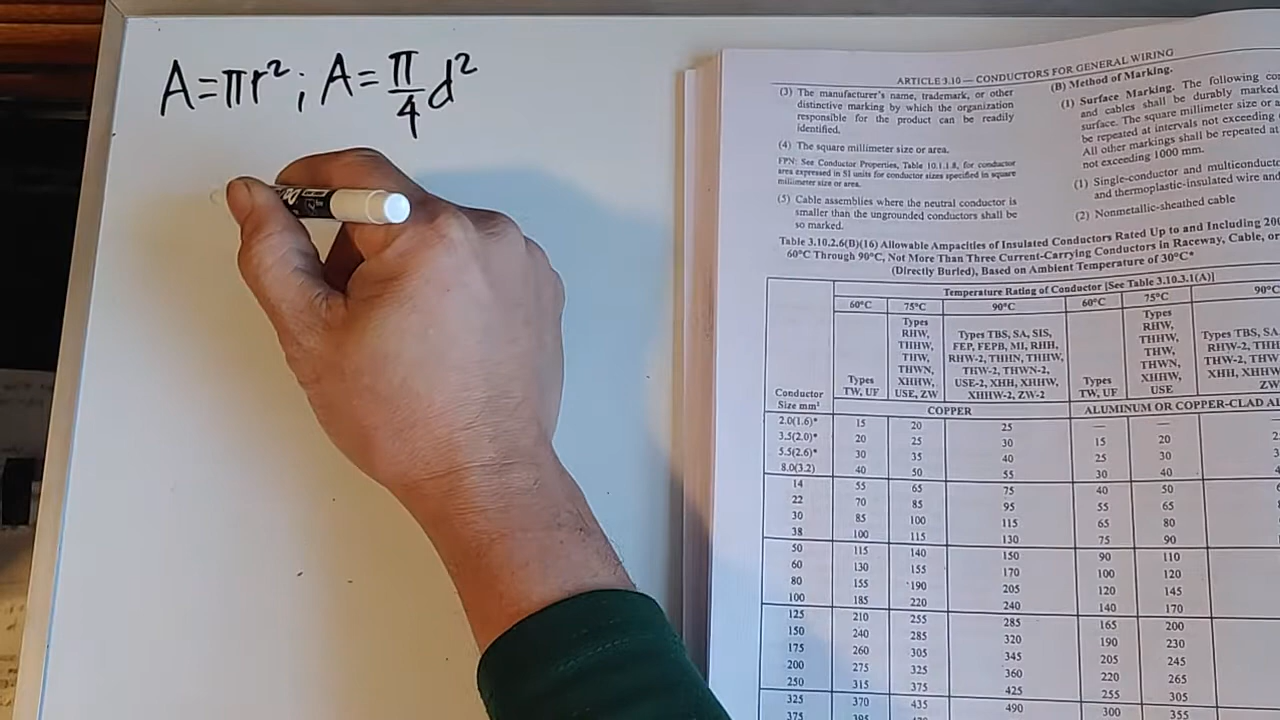 A=πr²; A=π/4 d²
ARTICLE 3.10 — CONDUCTORS FOR GENERAL WIRING
(3) The manufacturer's name, trademark, or other
distinctive marking by which the organization
responsible for the product can be readily
identified.
(4) The square millimeter size or area.
FPN: See Conductor Properties, Table 10.1.1.8, for conductor
area expressed in SI units for conductor sizes specified in square
millimeter size or area.
(5) Cable assemblies where the neutral conductor is
smaller than the ungrounded conductors shall be
so marked.
(B) Method of Marking.
(1) Surface Marking. The following
and cables shall be durably marked
surface. The square millimeter size or
be repeated at intervals not exceeding
All other markings shall be repeated
not exceeding 1000 mm.
(1) Single-conductor and
and thermoplastic-insulated wire and
(2) Nonmetallic-sheathed cable
Table 3.10.2.6(B)(16) Allowable Ampacities of Insulated Conductors Rated Up to and Including
60°C Through 90°C, Not More Than Three Current-Carrying Conductors in Raceway, Cable, or
(Directly Buried), Based on Ambient Temperature of 30°C*
Temperature Rating of Conductor [See Table 3.10.3.1(A)]
60°C 75°C 90°C 60°C 75°C 90°C
Conductor
Size mm²
Types
TW, UF
Types
RHW,
THHW,
THW,
THWN,
XHHW,
USE, ZW
Types TBS, SA, SIS,
FEP, FEPB, MI, RHH,
RHW-2, THHN, THHW,
THW-2, THWN-2,
USE-2, XHH, XHHW,
XHHW-2, ZW-2
Types
TW, UF
Types
RHW,
THHW,
THW,
THWN,
XHHW,
USE
Types TBS, SA,
RHW-2,
THW-2,
XHH, XHHW,
COPPER
2.0(1.6)* 15 20 25 — —
3.5(2.0)* 20 25 30 15 20
5.5(2.6)* 30 35 40 25 30
8.0(3.2) 40 50 55 30 40
14 55 65 75 40 50
22 70 85 95 55 65
30 85 100 115 65 80
38 100 115 130 75 90
50 115 140 150 90 110
60 130 155 170 100 120
80 155 190 205 120 145
100 185 220 240 140 170
125 210 255 285 165 200
150 240 285 320 190 230
175 260 305 345 205 245
200 275 325 360 220 265
250 315 375 425 255 305
325 370 435 490 300 355
375
ALUMINUM OR COPPER-CLAD